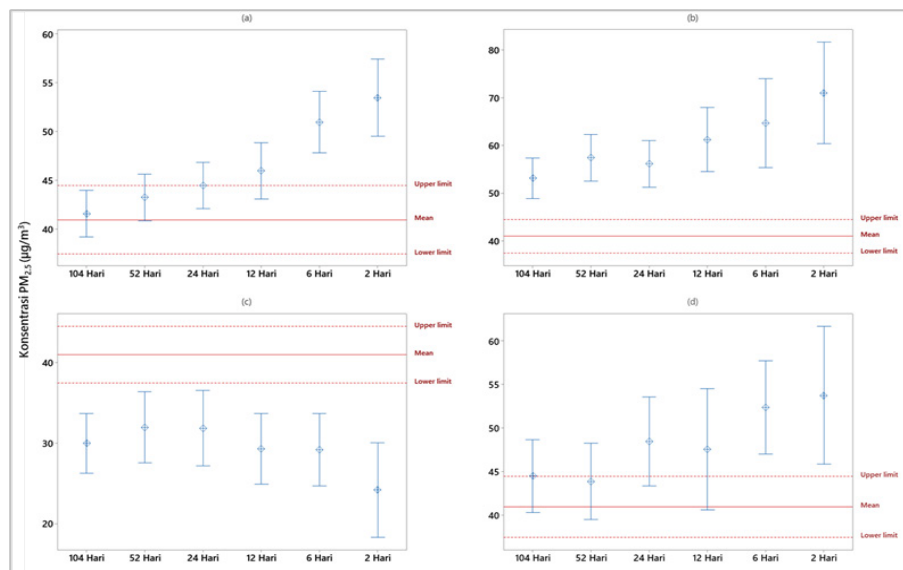 Konsentrasi PM2,5 (µg/m³)
(a)
60
55
50
45
40
Upper limit
Mean
Lower limit
104 Hari 52 Hari 24 Hari 12 Hari 6 Hari 2 Hari
(b)
80
70
60
50
40
Upper limit
Mean
Lower limit
104 Hari 52 Hari 24 Hari 12 Hari 6 Hari 2 Hari
(c)
40
30
20
Upper limit
Mean
Lower limit
104 Hari 52 Hari 24 Hari 12 Hari 6 Hari 2 Hari
(d)
60
55
50
45
40
Upper limit
Mean
Lower limit
104 Hari 52 Hari 24 Hari 12 Hari 6 Hari 2 Hari